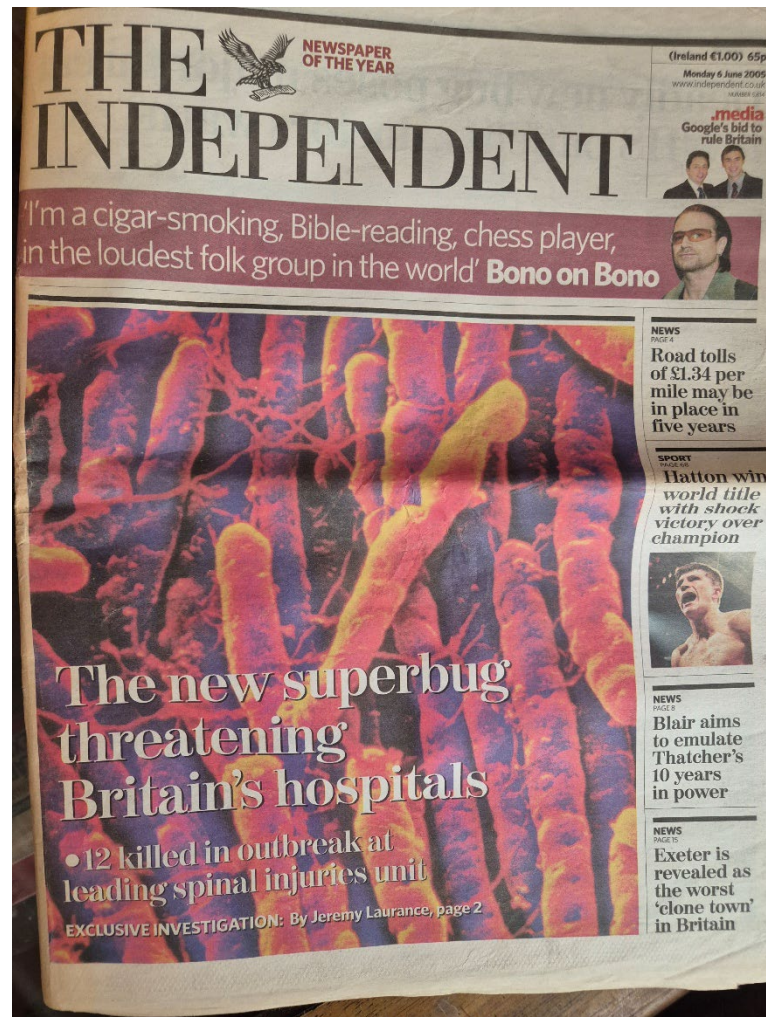 THE
INDEPENDENT
NEWSPAPER
OF THE YEAR
(Ireland €1.00) 65p
Monday 6 June 2005
www.independent.co.uk
.media
Google's bid to
rule Britain
'I'm a cigar-smoking, Bible-reading, chess player,
in the loudest folk group in the world' Bono on Bono
The new superbug
threatening
Britain's hospitals
•12 killed in outbreak at
leading spinal injuries unit
EXCLUSIVE INVESTIGATION: By Jeremy Laurance, page 2
NEWS
PAGE 4
Road tolls
of £1.34 per
mile may be
in place in
five years
SPORT
PAGE 68
Hatton win
world title
with shock
victory over
champion
NEWS
PAGE 8
Blair aims
to emulate
Thatcher's
10 years
in power
NEWS
PAGE 15
Exeter is
revealed as
the worst
'clone town'
in Britain